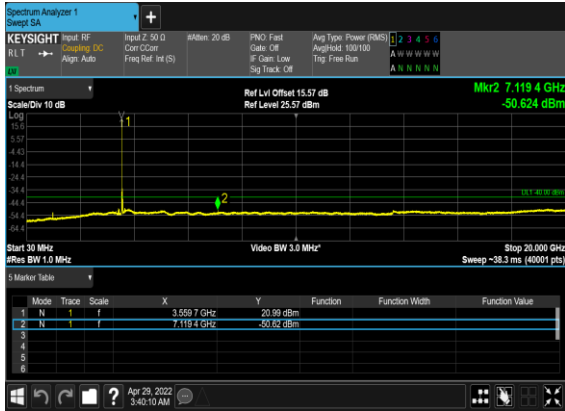 Spectrum Analyzer 1
Swept SA
+
KEYSIGHT Input: RF Input Z: 50 Ω #Atten: 20 dB PNO: Fast Avg Type: Power (RMS) 1 2 3 4 5 6
RLT Coupling: DC Corr CCorr Gate: Off Avg|Hold: 100/100 A W W W W W
Align: Auto Freq Ref: Int (S) IF Gain: Low Trig: Free Run
Sig Track: Off A N N N N N
1 Spectrum
Scale/Div 10 dB
Ref Lvl Offset 15.57 dB
Ref Level 25.57 dBm
Mkr2 7.119 4 GHz
-50.624 dBm
Log
15.6
5.57
-4.43
-14.4
-24.4
-34.4
-44.4
-54.4
-64.4
1
2
DL1 -40.00 dBm
Start 30 MHz Video BW 3.0 MHz* Stop 20.000 GHz
#Res BW 1.0 MHz Sweep ~38.3 ms (40001 pts)
5 Marker Table
Mode Trace Scale X Y Function Function Width Function Value
1 N 1 f 3.559 7 GHz 20.99 dBm
2 N 1 f 7.119 4 GHz -50.62 dBm
3
4
5
6
? Apr 29, 2022
3:40:10 AM